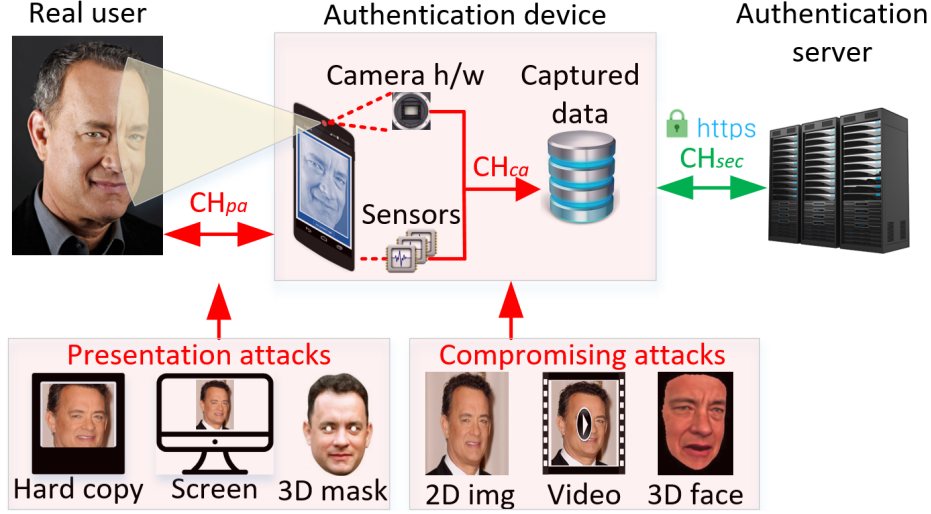 Real user
Authentication device
Authentication
server
Camera h/w
Captured
data
https
CHpa
CHca
CHsec
Sensors
Presentation attacks
Compromising attacks
Hard copy
Screen
3D mask
2D img
Video
3D face